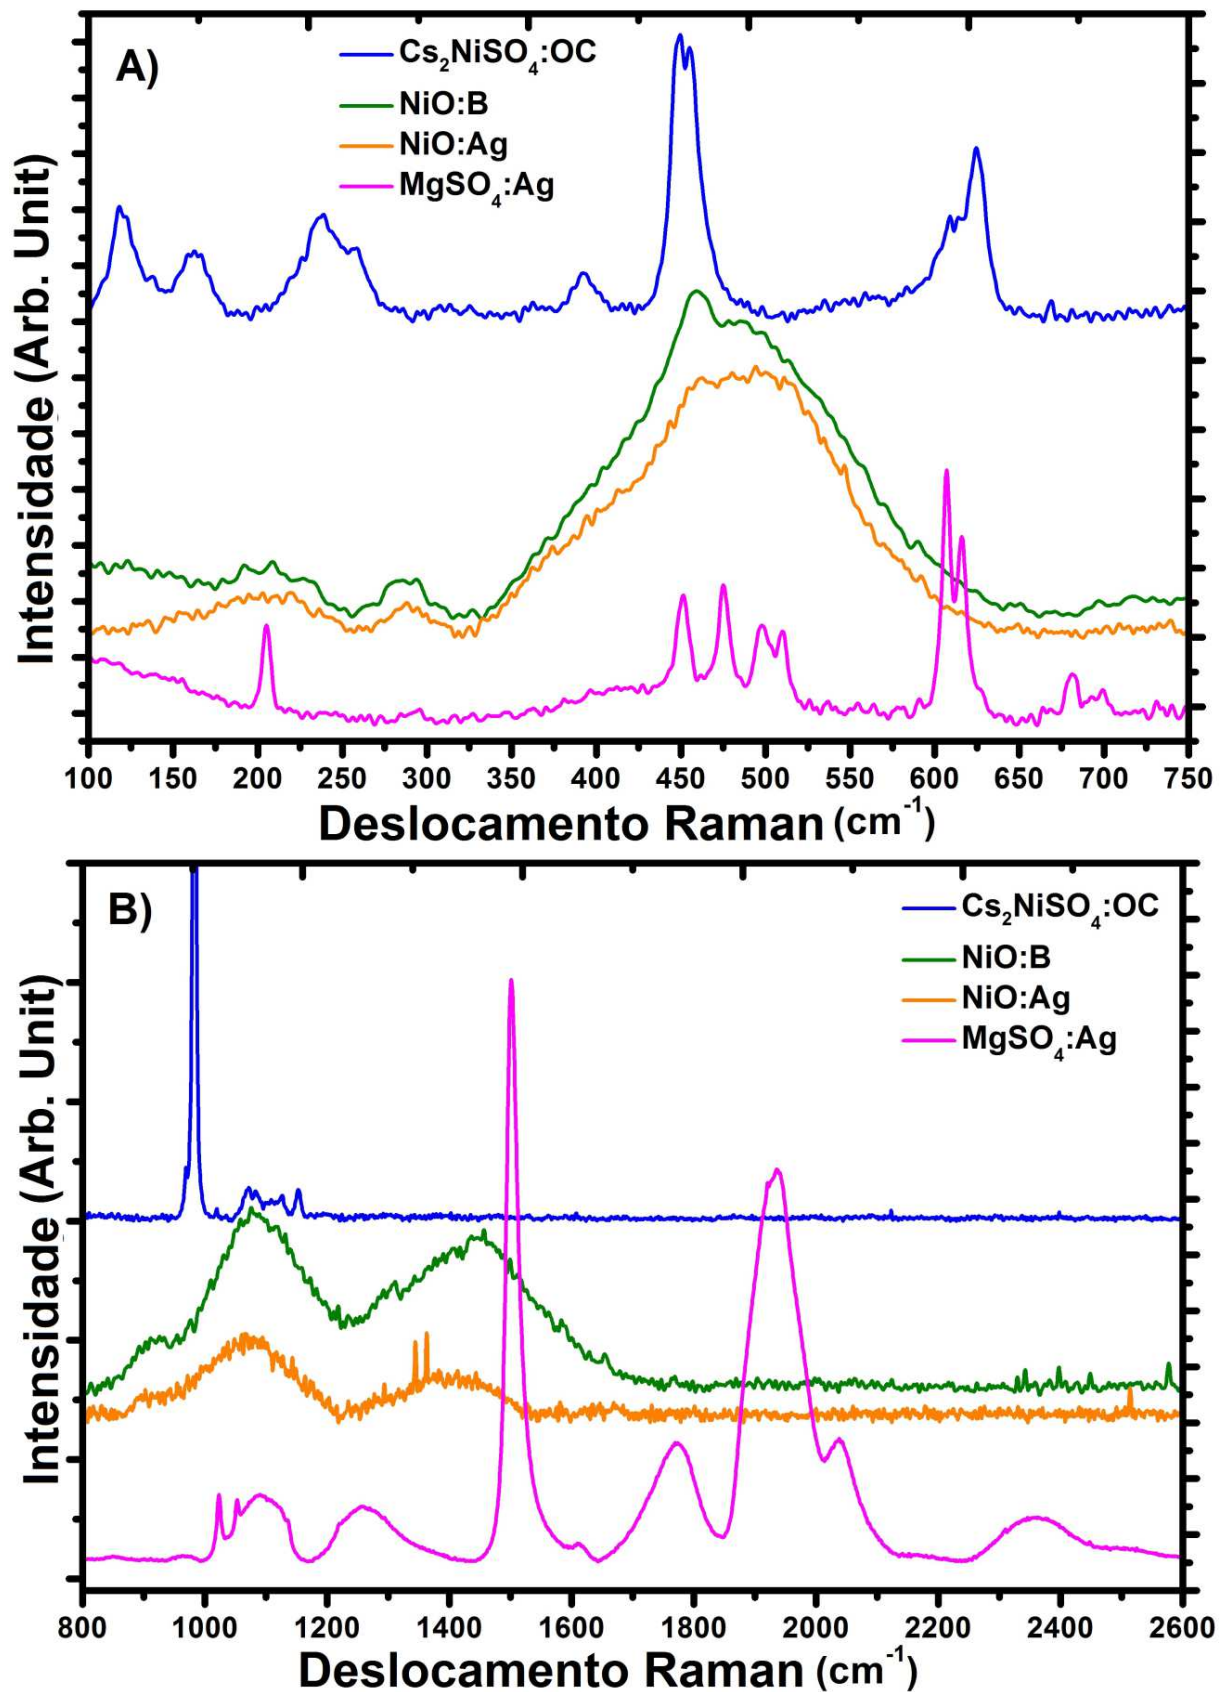 A)
Cs₂NiSO₄:OC
NiO:B
NiO:Ag
MgSO₄:Ag
Intensidade (Arb. Unit)
100 150 200 250 300 350 400 450 500 550 600 650 700 750
Deslocamento Raman (cm⁻¹)
B)
Cs₂NiSO₄:OC
NiO:B
NiO:Ag
MgSO₄:Ag
Intensidade (Arb. Unit)
800 1000 1200 1400 1600 1800 2000 2200 2400 2600
Deslocamento Raman (cm⁻¹)